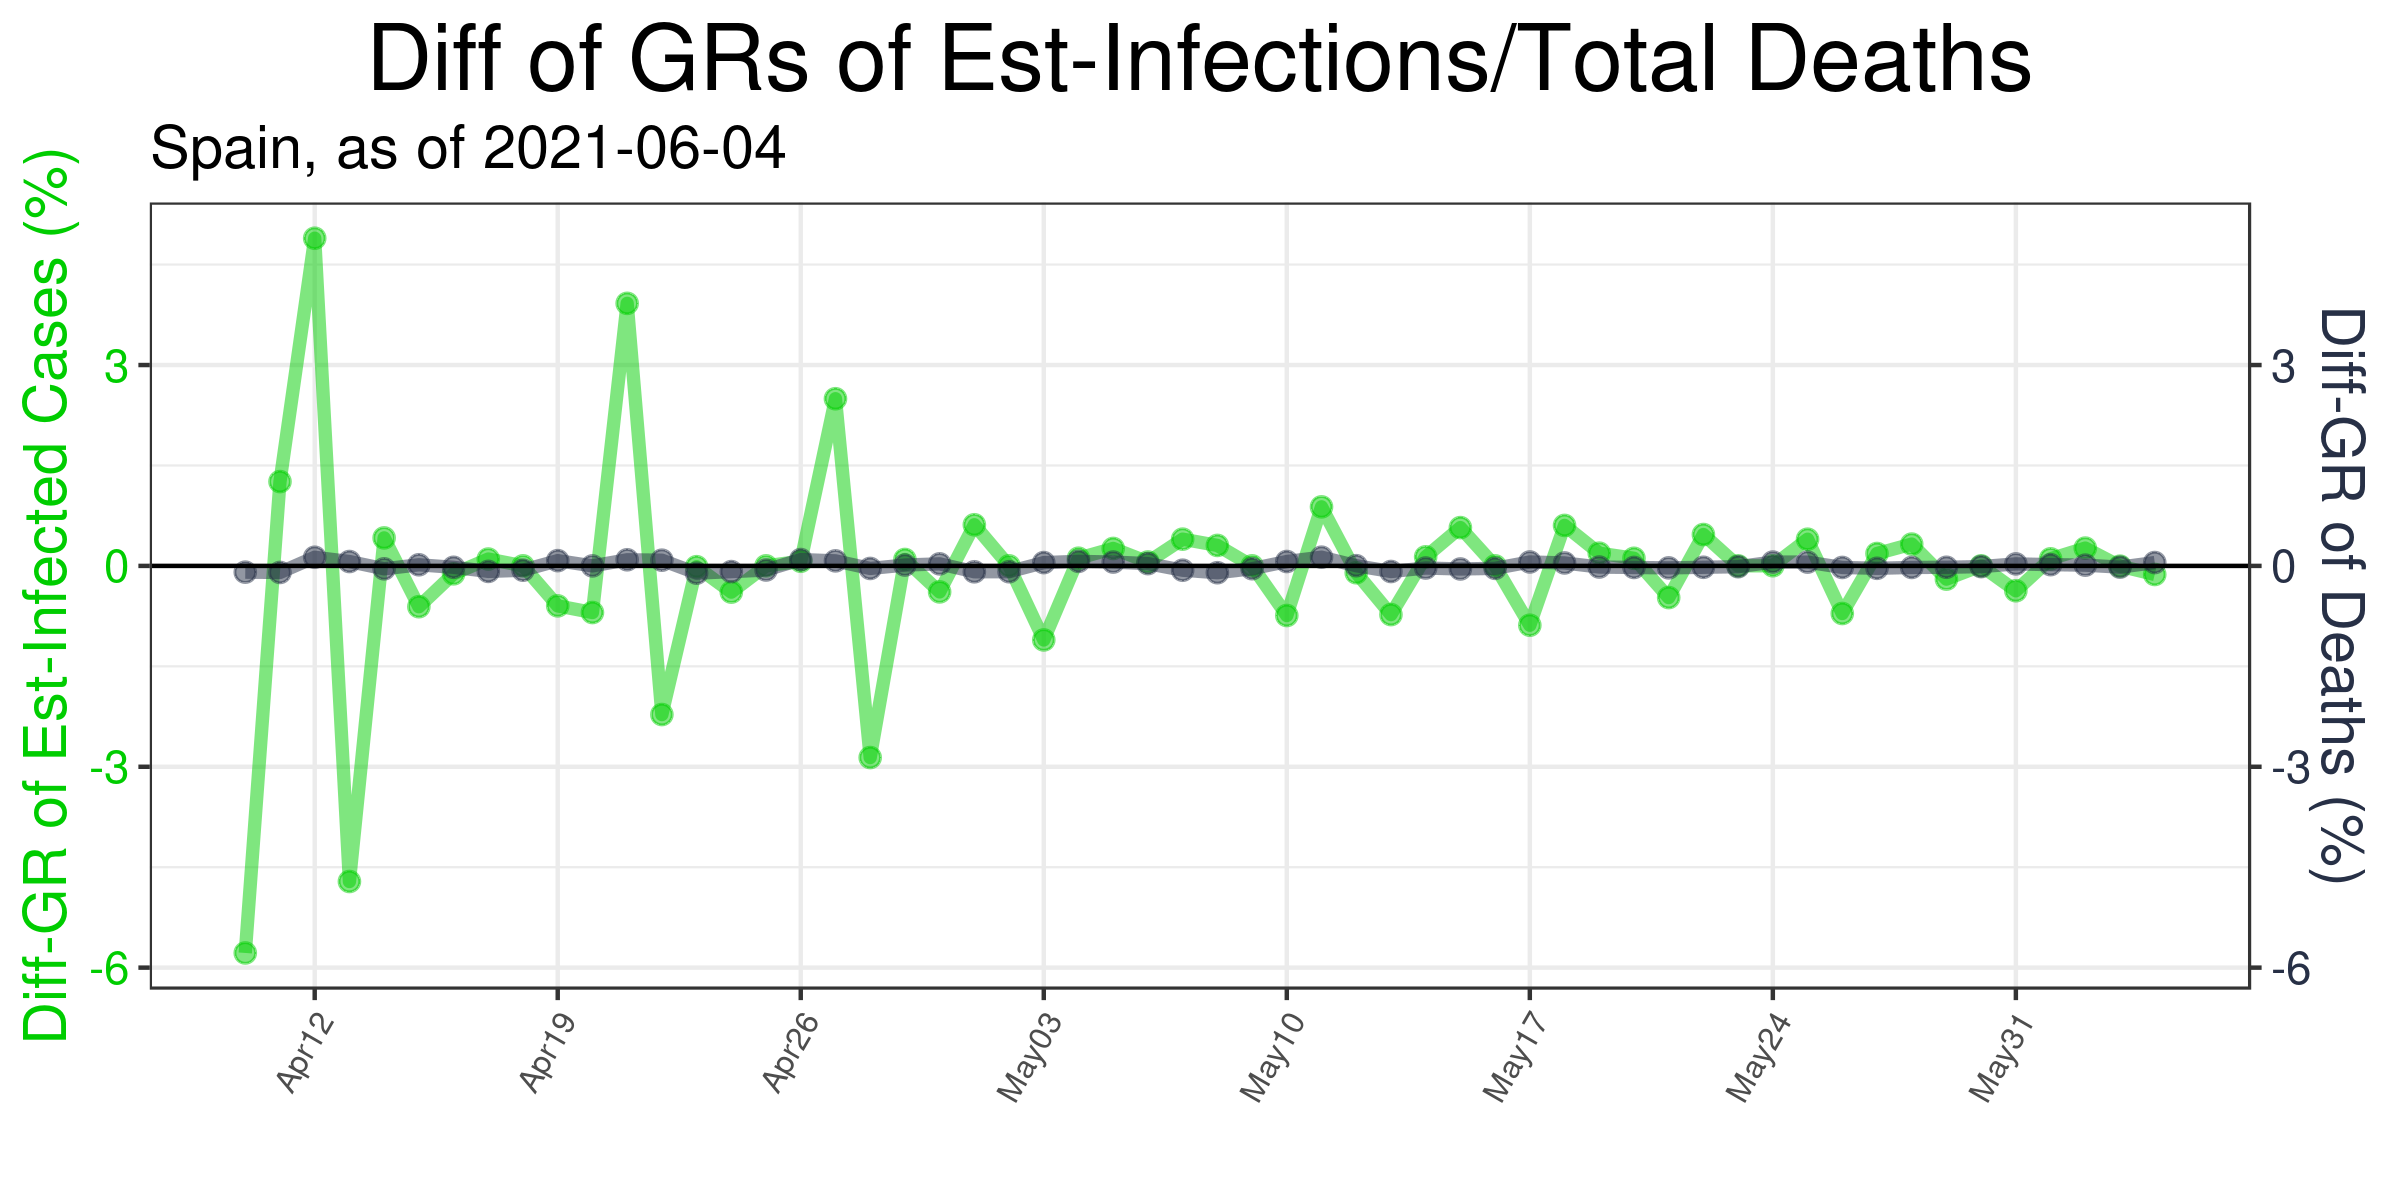 Diff of GRs of Est-Infections/Total Deaths
Spain, as of 2021-06-04
Diff-GR of Est-Infected Cases (%)
3
0
-3
-6
3
0
-3
-6
Diff-GR of Deaths (%)
Apr12
Apr19
Apr26
May03
May10
May17
May24
May31